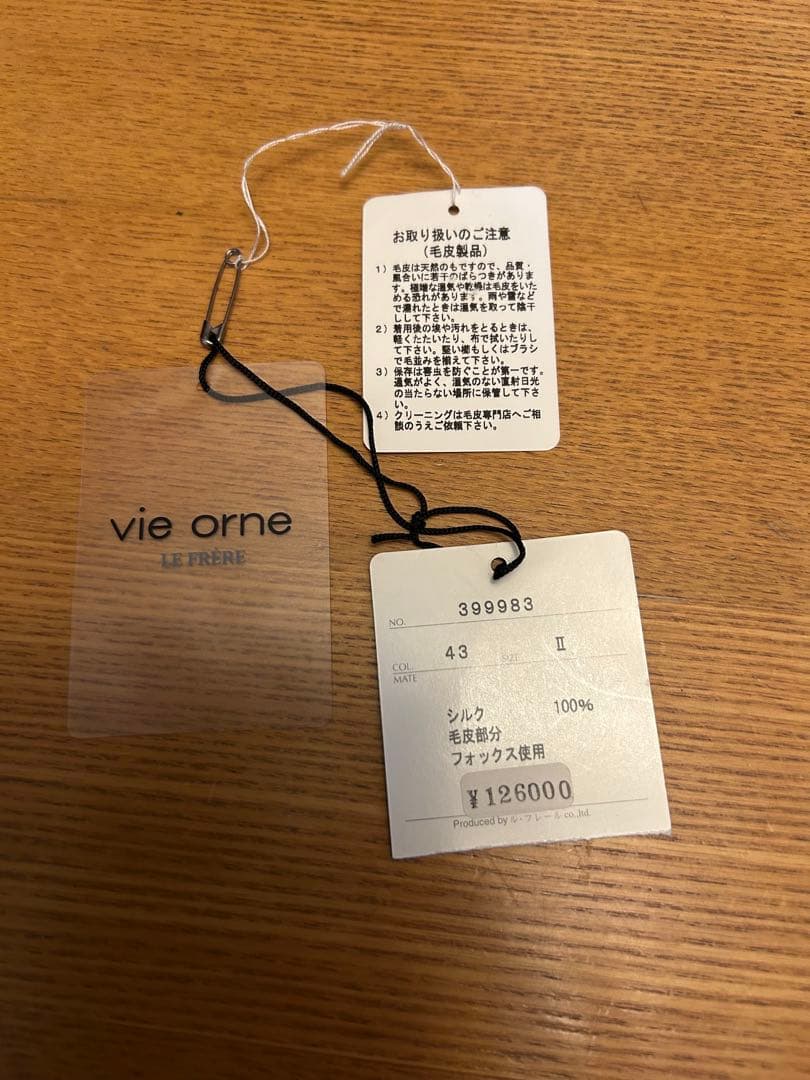 お取り扱いのご注意
(毛皮製品)
1) 毛皮は天然のもですので、品質・
風合いに若干のばらつきがありま
す。極端な湿気や乾燥は毛皮をいた
める恐れがあります。雨や雪など
で濡れたときは湿気を取って陰干
しして下さい。
2) 着用後の埃や汚れをとるときは、
軽くたたいたり、布で拭いたりし
て下さい。堅い櫛もしくはブラシ
で毛並みを揃えて下さい。
3) 保存は害虫を防ぐことが第一です。
通気がよく、湿気のない直射日光
の当たらない場所に保管して下さ
い。
4) クリーニングは毛皮専門店へご相
談のうえご依頼下さい。
vie orne
LE FRÈRE
NO. 399983
COL. 43 SIZE II
MATE
シルク 100%
毛皮部分
フォックス使用
¥126000
Produced by ル・フレール co.,ltd.